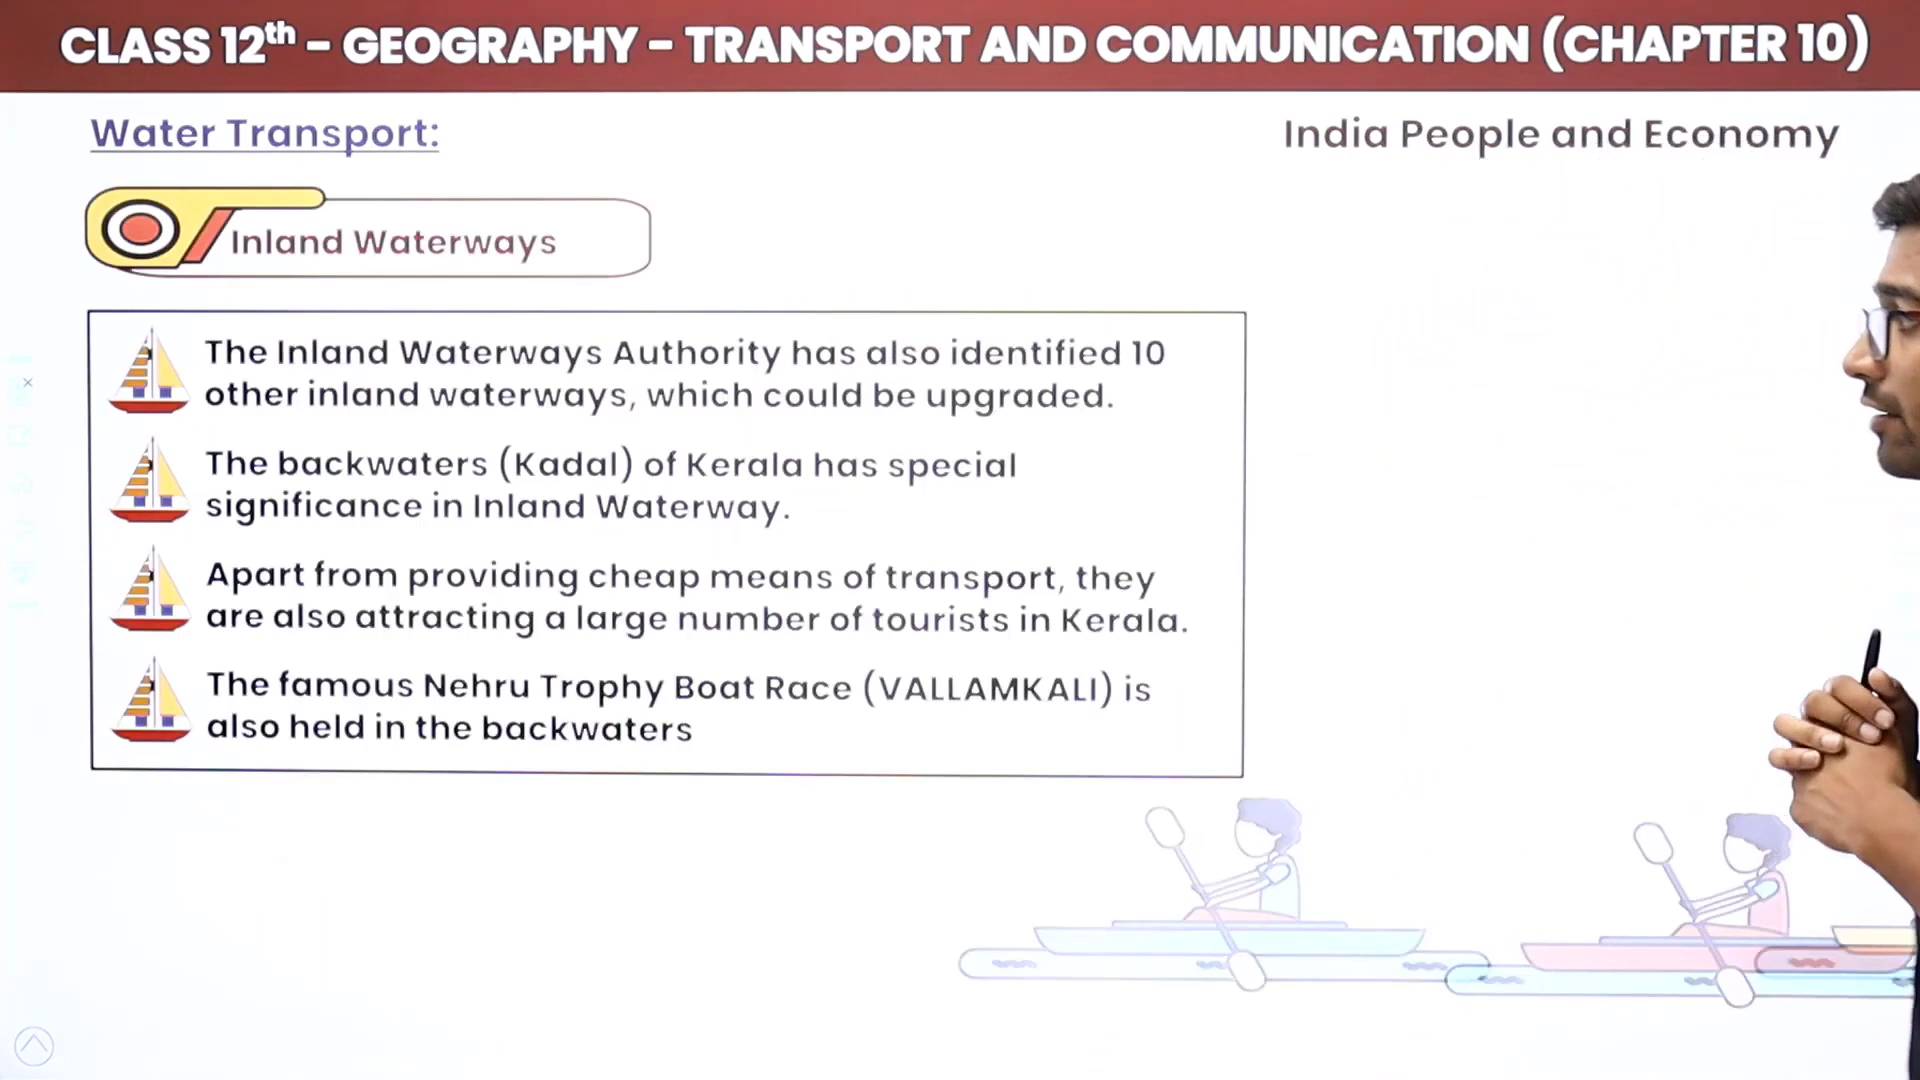 CLASS 12th - GEOGRAPHY - TRANSPORT AND COMMUNICATION (CHAPTER 10)
Water Transport:
India People and Economy
Inland Waterways
The Inland Waterways Authority has also identified 10
other inland waterways, which could be upgraded.
The backwaters (Kadal) of Kerala has special
significance in Inland Waterway.
Apart from providing cheap means of transport, they
are also attracting a large number of tourists in Kerala.
The famous Nehru Trophy Boat Race (VALLAMKALI) is
also held in the backwaters